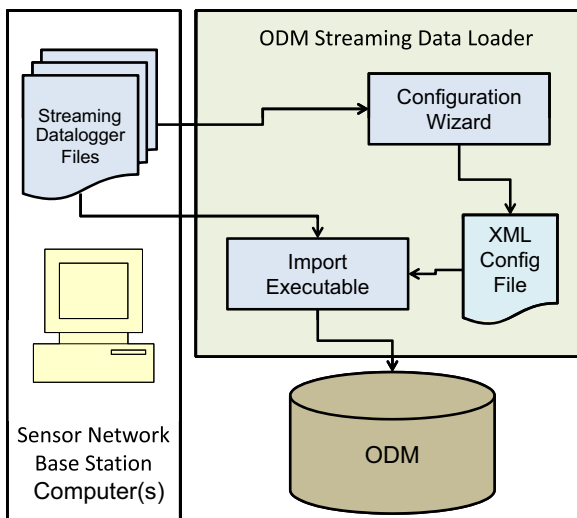 ODM Streaming Data Loader
Streaming
Datalogger
Files
Configuration
Wizard
XML
Config
File
Import
Executable
Sensor Network
Base Station
Computer(s)
ODM